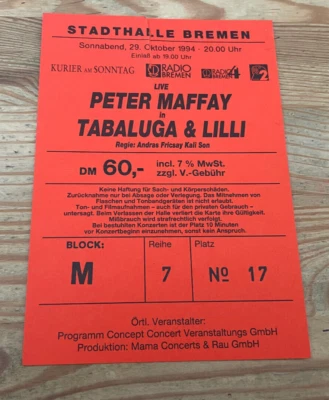 STADTHALLE BREMEN
Sonnabend, 29. Oktober 1994 · 20.00 Uhr
Einlaß ab 19.00 Uhr
KURIER AM SONNTAG RADIO BREMEN RADIO BREMEN 4 2
LIVE
PETER MAFFAY
in
TABALUGA & LILLI
Regie: Andras Fricsay Kali Son
DM 60,- incl. 7 % MwSt.
zzgl. V.-Gebühr
Keine Haftung für Sach- und Körperschäden.
Zurücknahme nur bei Absage oder Verlegung. Das Mitnehmen von
Flaschen und Tonbandgeräten ist nicht erlaubt.
Ton- und Filmaufnahmen – auch für den privaten Gebrauch –
untersagt. Beim Verlassen der Halle verliert die Karte ihre Gültigkeit.
Mißbrauch wird strafrechtlich verfolgt.
Bei bestuhlten Konzerten ist der Platz 10 Minuten
vor Konzertbeginn einzunehmen, sonst kein Anspruch.
BLOCK: Reihe Platz
M 7 No 17
Örtl. Veranstalter:
Programm Concept Concert Veranstaltungs GmbH
Produktion: Mama Concerts & Rau GmbH